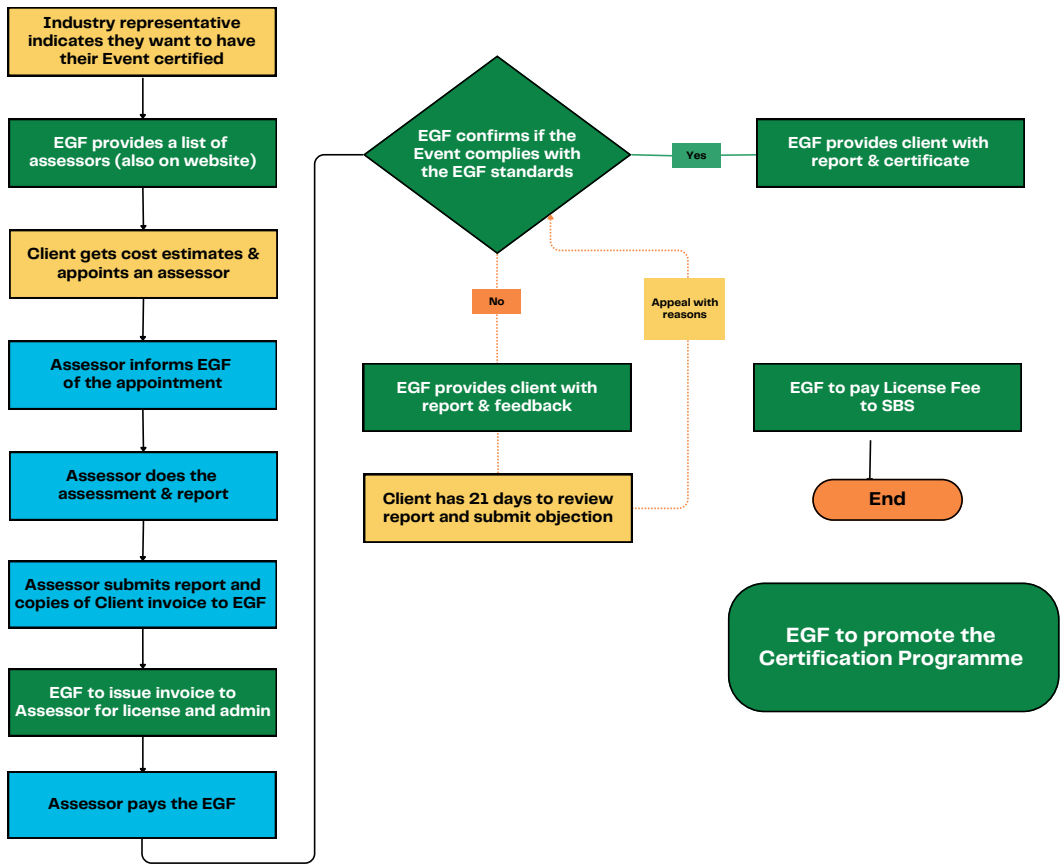 Industry representative
indicates they want to have
their Event certified
EGF provides a list of
assessors (also on website)
Client gets cost estimates &
appoints an assessor
Assessor informs EGF
of the appointment
Assessor does the
assessment & report
Assessor submits report and
copies of Client invoice to EGF
EGF to issue invoice to
Assessor for license and admin
Assessor pays the EGF
EGF confirms if the
Event complies with
the EGF standards
Yes
EGF provides client with
report & certificate
No
Appeal with
reasons
EGF provides client with
report & feedback
Client has 21 days to review
report and submit objection
EGF to pay License Fee
to SBS
End
EGF to promote the
Certification Programme